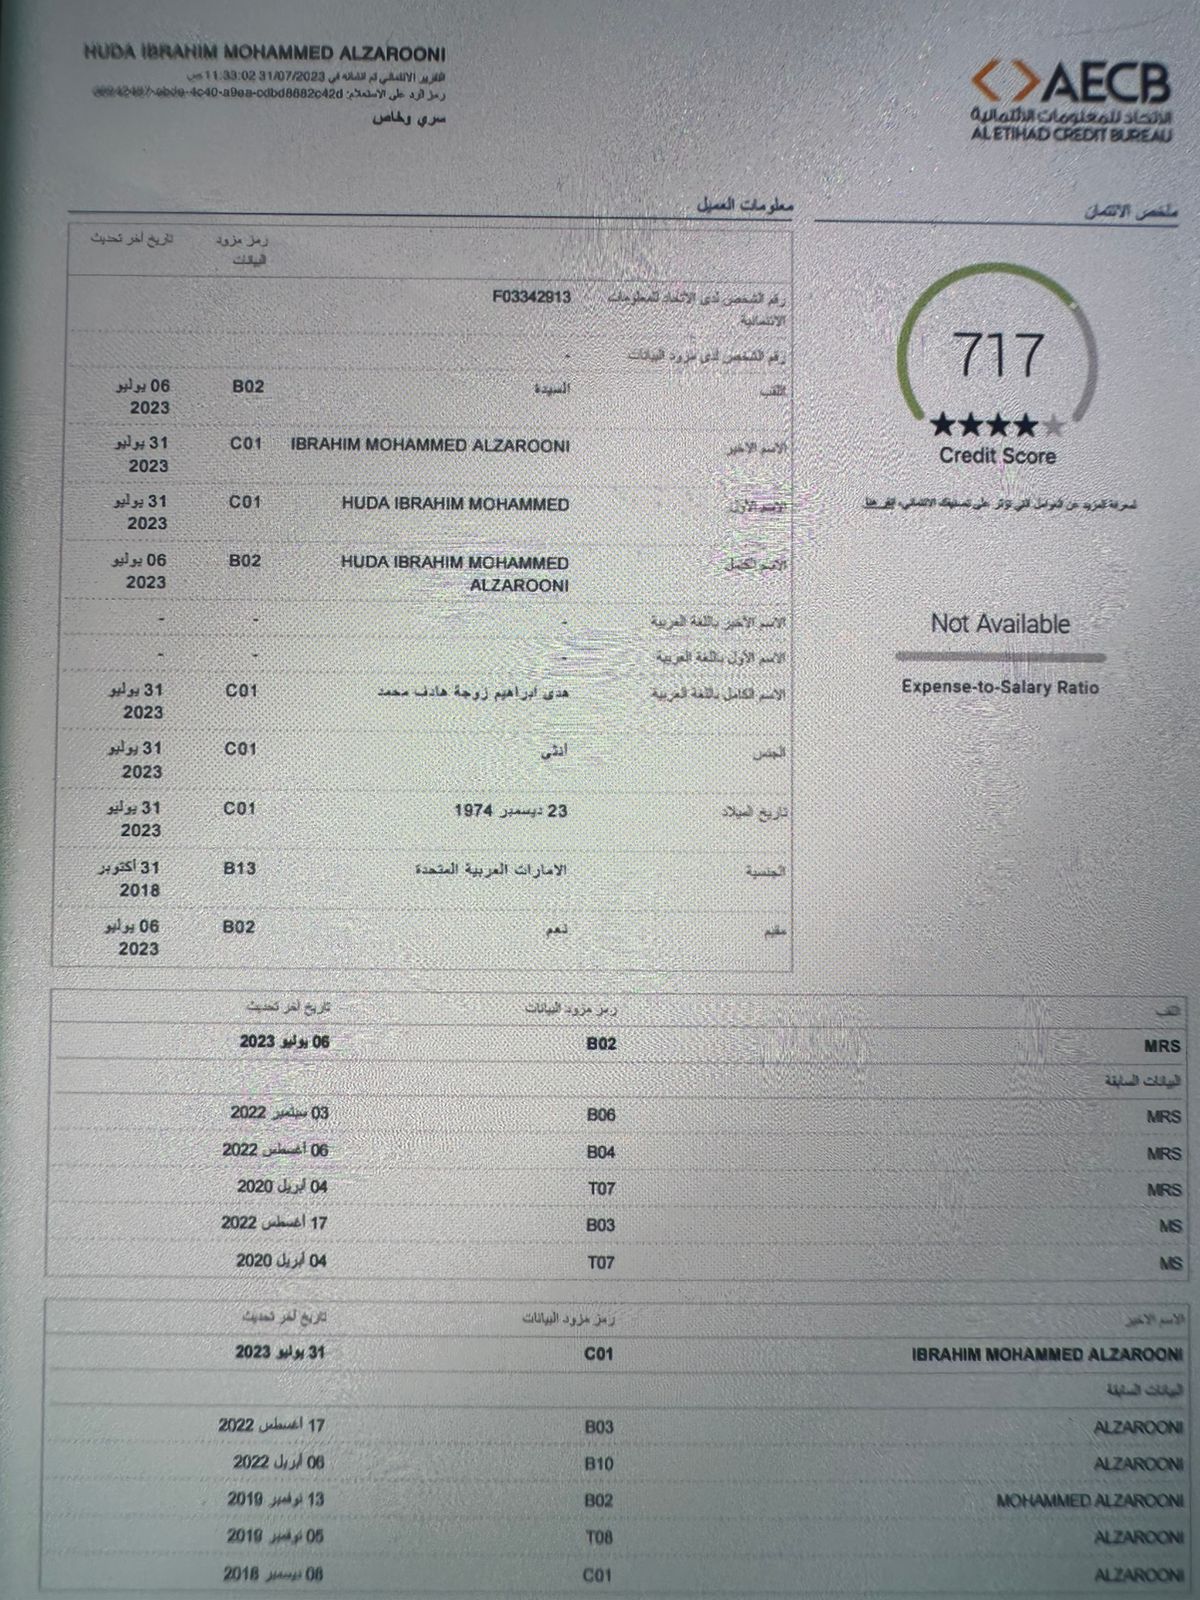 HUDA IBRAHIM MOHAMMED ALZAROONI
التقرير الائتماني تم انشائه في 31/07/2023 11:33:02 ص
رمز الرد على الاستعلام: -ebde-4c40-a9ea-cdbd8682c42d
سري وخاص
AECB
الاتحاد للمعلومات الائتمانية
AL ETIHAD CREDIT BUREAU
ملخص الائتمان
717
Credit Score
لمعرفة المزيد عن العوامل التي تؤثر على تصنيفك الائتماني، انقر هنا
Not Available
Expense-to-Salary Ratio
معلومات العميل
رمز مزود البيانات تاريخ آخر تحديث
رقم الشخص لدى الاتحاد للمعلومات الائتمانية F03342913
رقم الشخص لدى مزود البيانات -
اللقب السيدة B02 06 يوليو 2023
الاسم الاخير IBRAHIM MOHAMMED ALZAROONI C01 31 يوليو 2023
الاسم الأول HUDA IBRAHIM MOHAMMED C01 31 يوليو 2023
الاسم الكامل HUDA IBRAHIM MOHAMMED ALZAROONI B02 06 يوليو 2023
الاسم الأخير باللغة العربية - - -
الاسم الأول باللغة العربية - - -
الاسم الكامل باللغة العربية هدى ابراهيم زوجة هادف محمد C01 31 يوليو 2023
الجنس أنثى C01 31 يوليو 2023
تاريخ الميلاد 23 ديسمبر 1974 C01 31 يوليو 2023
الجنسية الامارات العربية المتحدة B13 31 أكتوبر 2018
مقيم نعم B02 06 يوليو 2023
اللقب رمز مزود البيانات تاريخ آخر تحديث
MRS B02 06 يوليو 2023
البيانات السابقة
MRS B06 03 سبتمبر 2022
MRS B04 06 أغسطس 2022
MRS T07 04 أبريل 2020
MS B03 17 أغسطس 2022
MS T07 04 أبريل 2020
الاسم الاخير رمز مزود البيانات تاريخ آخر تحديث
IBRAHIM MOHAMMED ALZAROONI C01 31 يوليو 2023
البيانات السابقة
ALZAROONI B03 17 أغسطس 2022
ALZAROONI B10 06 أبريل 2022
MOHAMMED ALZAROONI B02 13 نوفمبر 2019
ALZAROONI T08 05 نوفمبر 2019
ALZAROONI C01 08 ديسمبر 2018